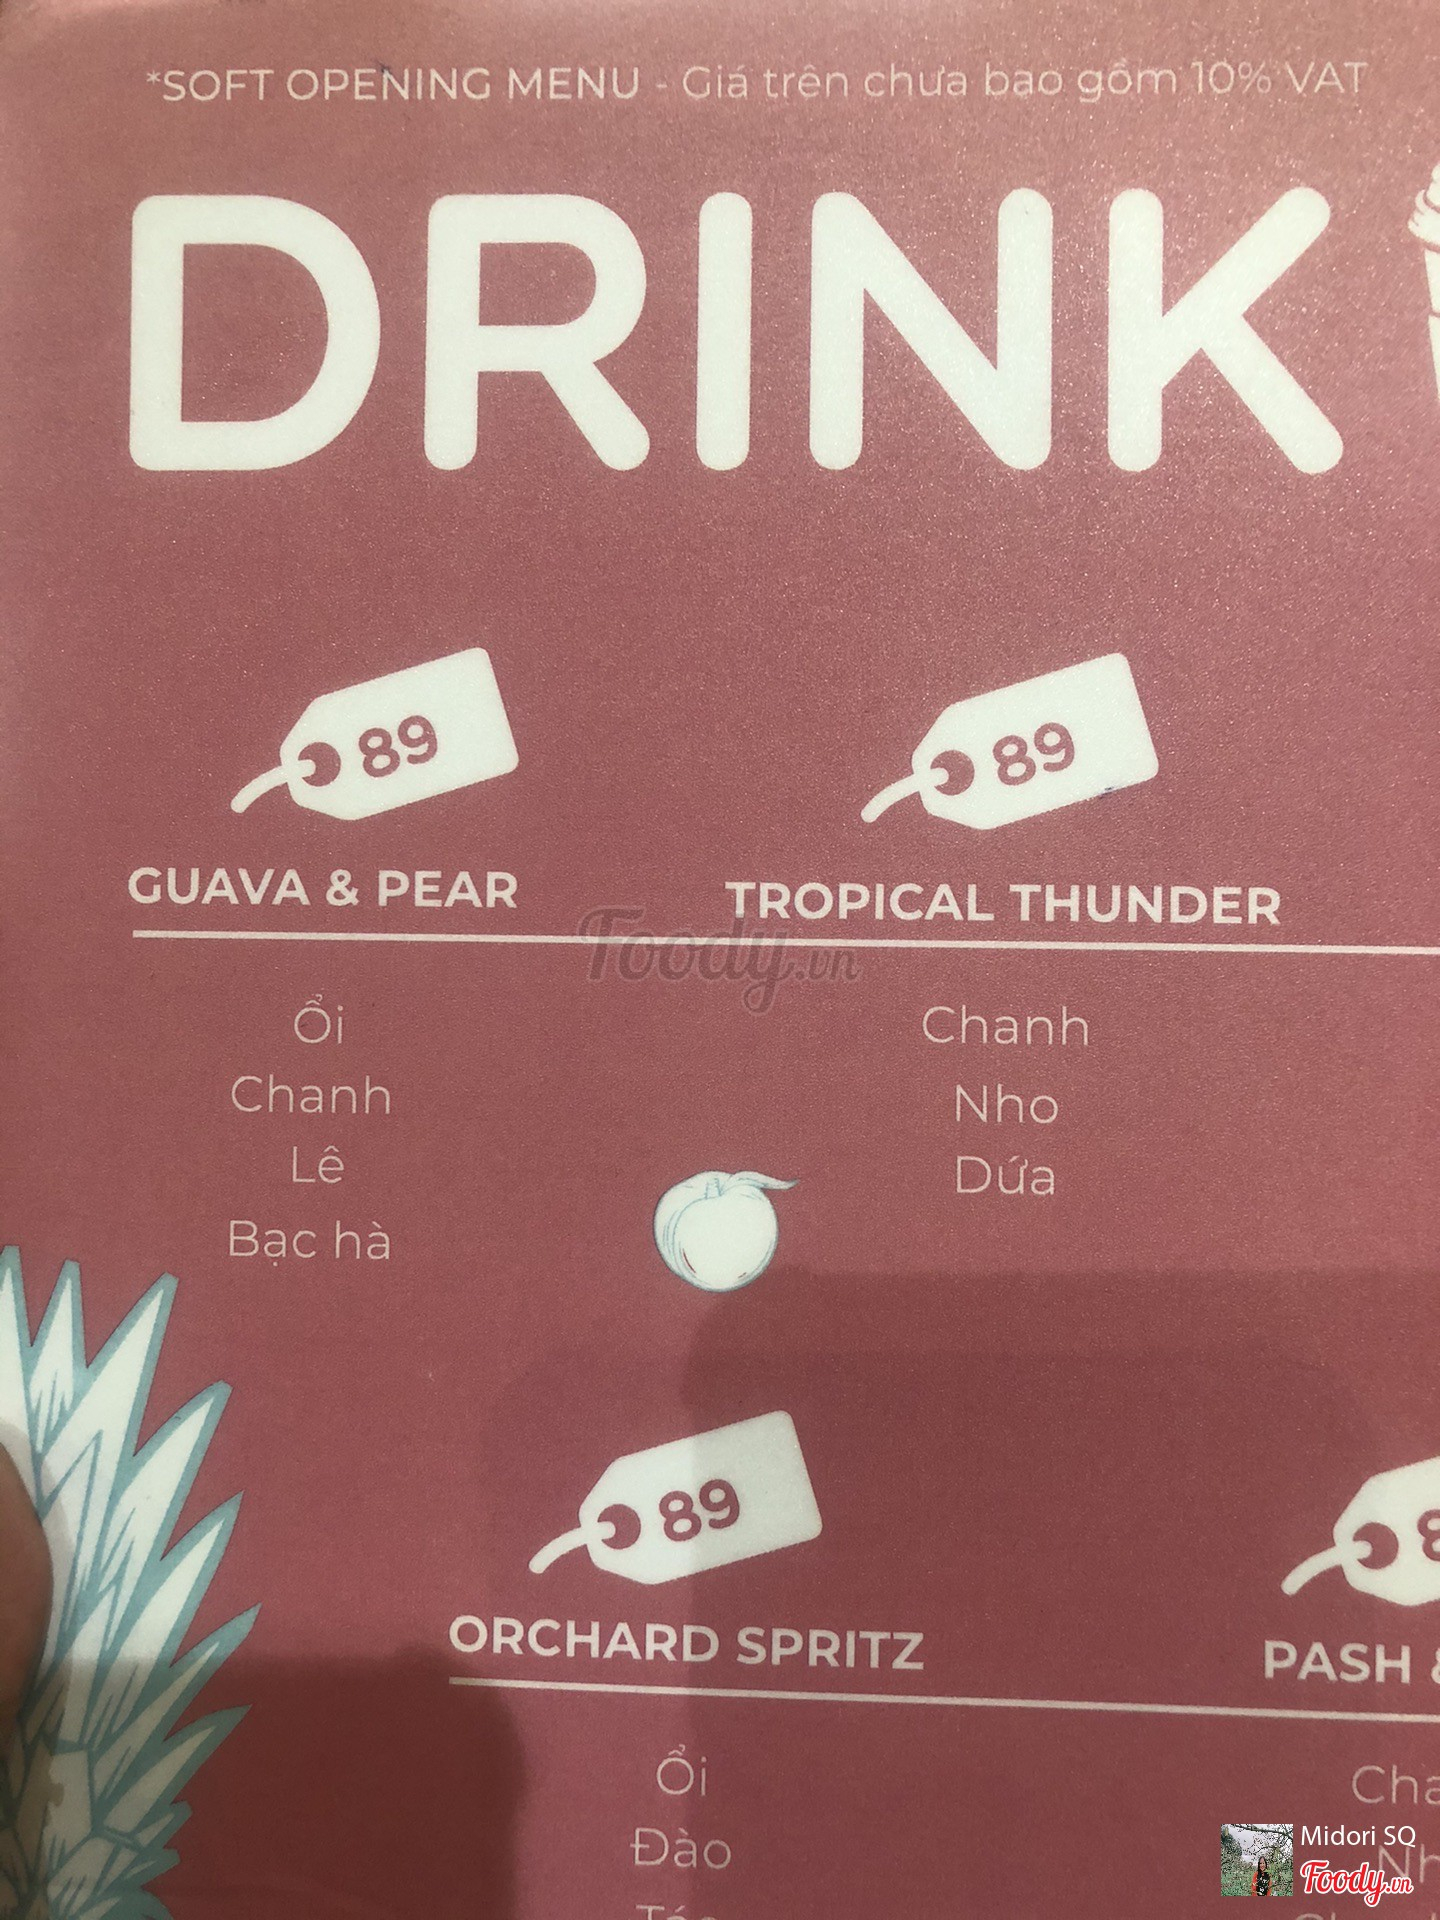 *SOFT OPENING MENU - Giá trên chưa bao gồm 10% VAT
DRINK
89
GUAVA & PEAR
Ổi
Chanh
Lê
Bạc hà
89
TROPICAL THUNDER
Chanh
Nho
Dứa
Foody.vn
89
ORCHARD SPRITZ
Ổi
Đào
PASH &
Midori SQ
Foody.vn